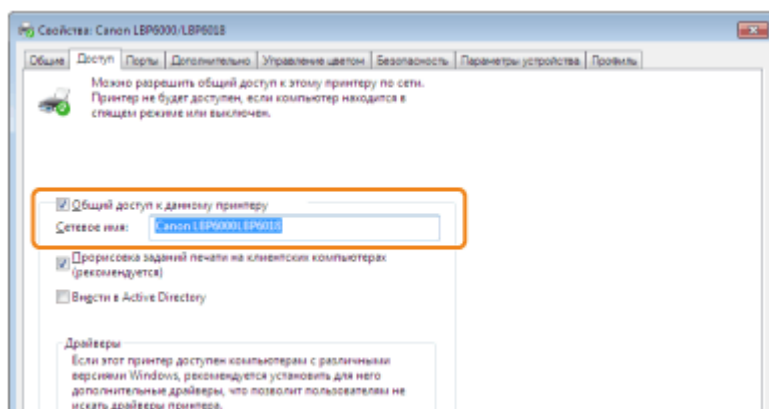 Свойства: Canon LBP6000/LBP6018
Общие Доступ Порты Дополнительно Управление цветом Безопасность Параметры устройства Профиль
Можно разрешить общий доступ к этому принтеру по сети.
Принтер не будет доступен, если компьютер находится в
спящем режиме или выключен.
Общий доступ к данному принтеру
Сетевое имя: Canon LBP6000LBP6018
Прорисовка заданий печати на клиентских компьютерах
(рекомендуется)
Внести в Active Directory
Драйверы
Если этот принтер доступен компьютерам с различными
версиями Windows, рекомендуется установить для него
дополнительные драйверы, что позволит пользователям не
искать драйверы принтера.